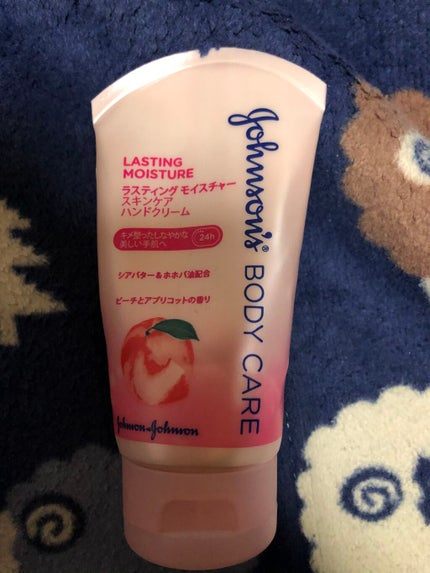 Johnson's BODY CARE
LASTING
MOISTURE
ラスティング モイスチャー
スキンケア
ハンドクリーム
キメ整ったしなやかな
美しい手肌へ
24h
シアバター&ホホバ油配合
ピーチとアプリコットの香り
Johnson & Johnson